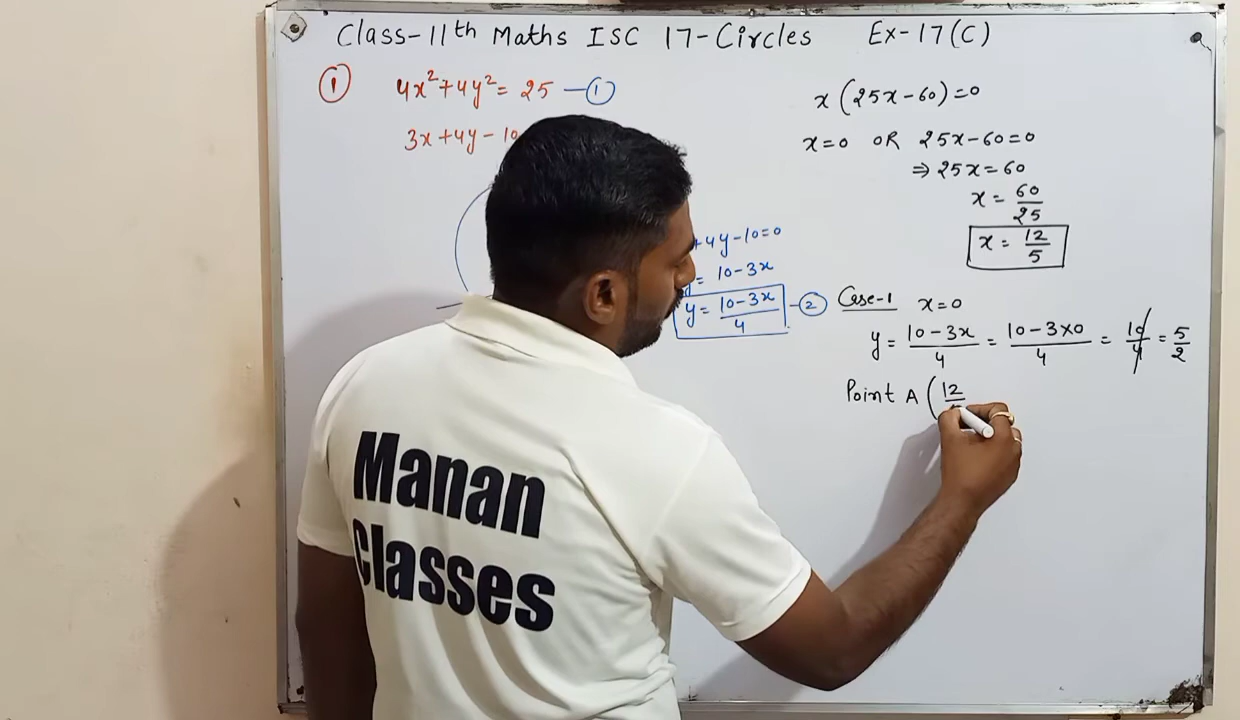 Class-11th Maths ISC 17-Circles Ex-17(C)
① 4x²+4y²= 25 —①
3x+4y-10
+4y-10=0
= 10-3x
y= 10-3x/4 —②
x(25x-60)=0
x=0 OR 25x-60=0
⇒ 25x=60
x= 60/25
x= 12/5
Case-1 x=0
y= 10-3x/4 = 10-3×0/4 = 10/4 = 5/2
Point A (12
Manan
Classes